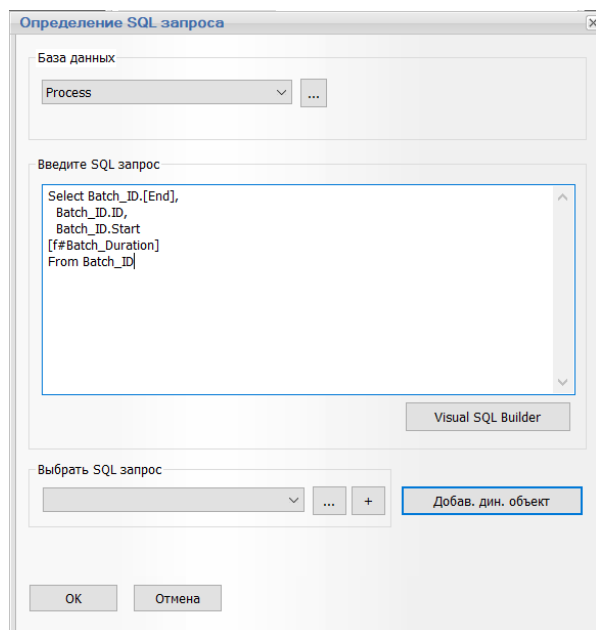 Определение SQL запроса
База данных
Process
...
Введите SQL запрос
Select Batch_ID.[End],
Batch_ID.ID,
Batch_ID.Start
[f#Batch_Duration]
From Batch_ID
Visual SQL Builder
Выбрать SQL запрос
... + Добав. дин. объект
OK Отмена